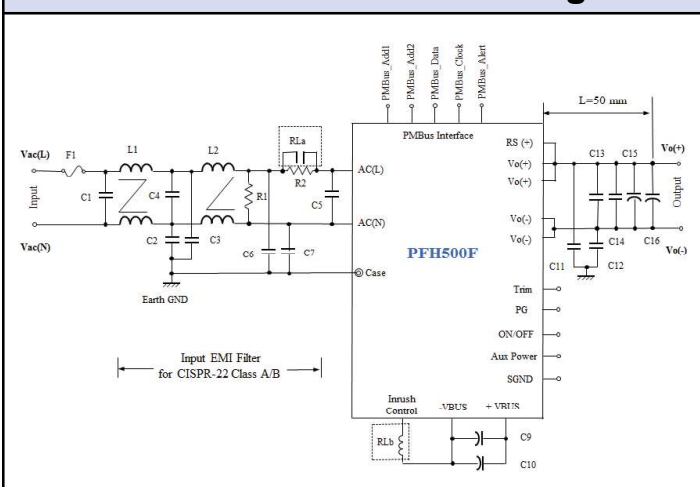 PMBus_Add1
PMBus_Add2
PMBus_Data
PMBus_Clock
PMBus_Alert
L=50 mm
PMBus Interface
Vac(L)
F1
L1
L2
RLa
R2
AC(L)
RS (+)
Vo(+)
Vo(+)
C13
C15
Vo(+)
Input
C1
C4
R1
C5
Output
Vac(N)
C2
C3
C6
C7
AC(N)
Vo(-)
Vo(-)
C14
C16
Vo(-)
PFH500F
C11
C12
Case
Earth GND
Trim
PG
ON/OFF
Aux Power
SGND
Input EMI Filter
for CISPR-22 Class A/B
Inrush
Control
-VBUS
+ VBUS
RLb
C9
C10